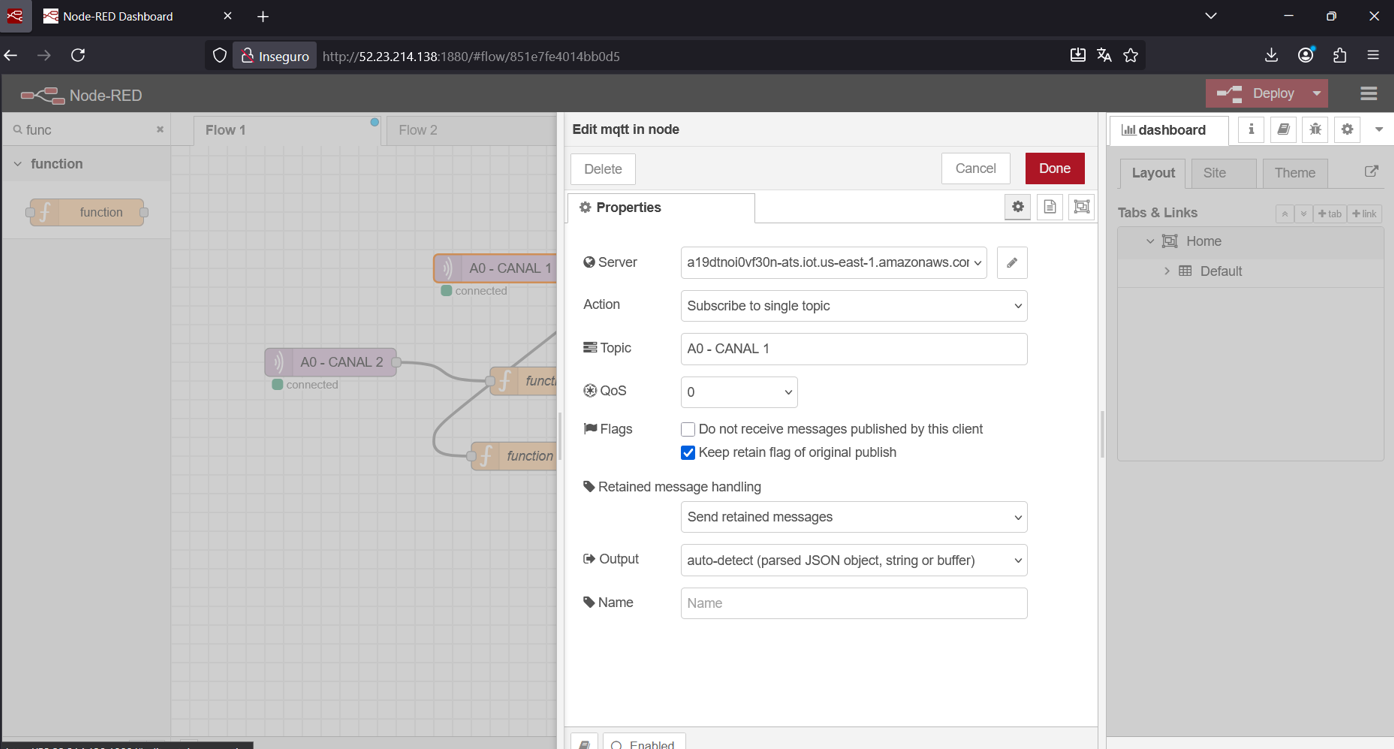 Node-RED Dashboard
Inseguro
http://52.23.214.138:1880/#flow/851e7fe4014bb0d5
Node-RED
Deploy
func
Flow 1
Flow 2
Edit mqtt in node
dashboard
function
Delete
Cancel
Done
Layout
Site
Theme
function
Properties
Tabs & Links
tab
link
Home
A0 - CANAL 1
connected
Server
a19dtnoi0vf30n-ats.iot.us-east-1.amazonaws.cor
Default
Action
Subscribe to single topic
Topic
A0 - CANAL 1
A0 - CANAL 2
connected
functi
QoS
0
Flags
Do not receive messages published by this client
Keep retain flag of original publish
function
Retained message handling
Send retained messages
Output
auto-detect (parsed JSON object, string or buffer)
Name
Name
Enabled